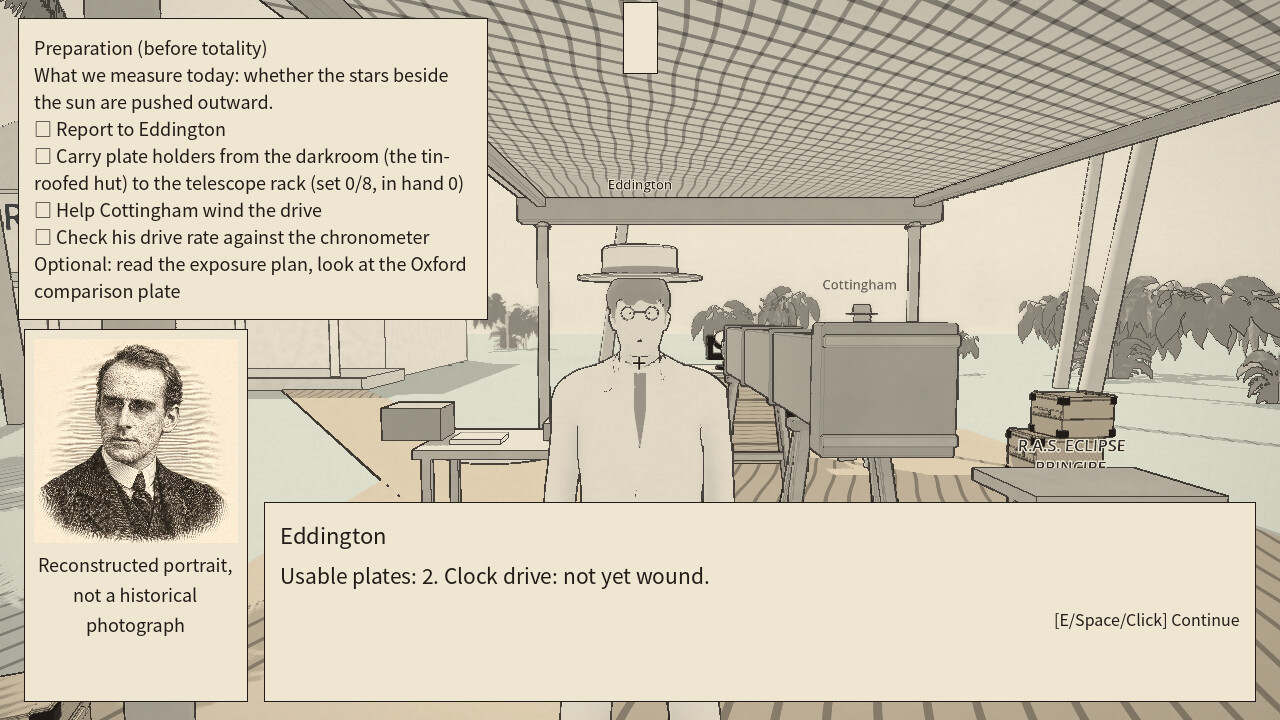 Preparation (before totality)
What we measure today: whether the stars beside
the sun are pushed outward.
☐ Report to Eddington
☐ Carry plate holders from the darkroom (the tin-
roofed hut) to the telescope rack (set 0/8, in hand 0)
☐ Help Cottingham wind the drive
☐ Check his drive rate against the chronometer
Optional: read the exposure plan, look at the Oxford
comparison plate
Eddington
Cottingham
R.A.S. ECLIPSE
PRINCIPE
Reconstructed portrait,
not a historical
photograph
Eddington
Usable plates: 2. Clock drive: not yet wound.
[E/Space/Click] Continue